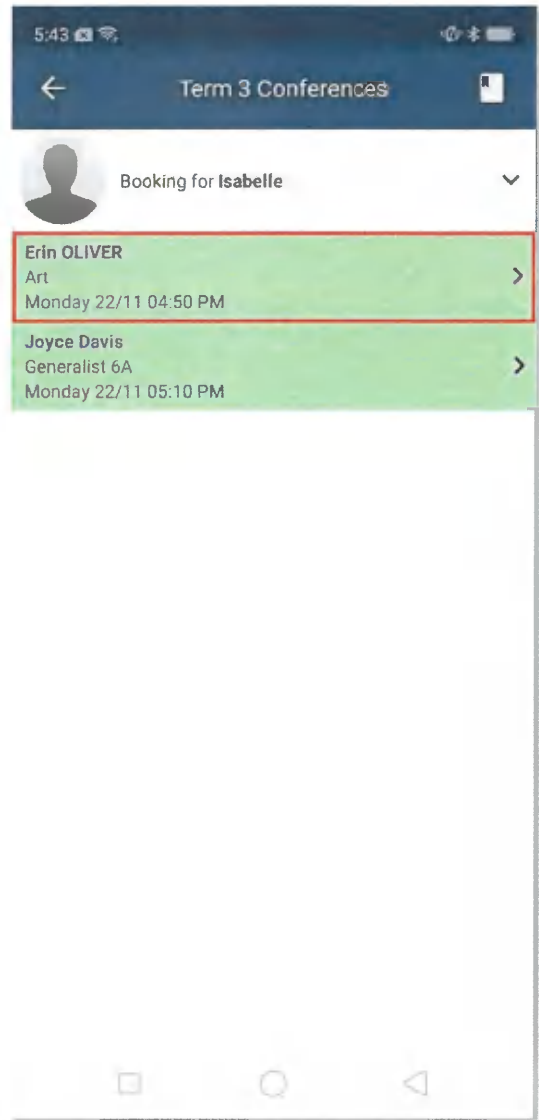 5:43
Term 3 Conferences
Booking for Isabelle
Erin OLIVER
Art
Monday 22/11 04:50 PM
Joyce Davis
Generalist 6A
Monday 22/11 05:10 PM